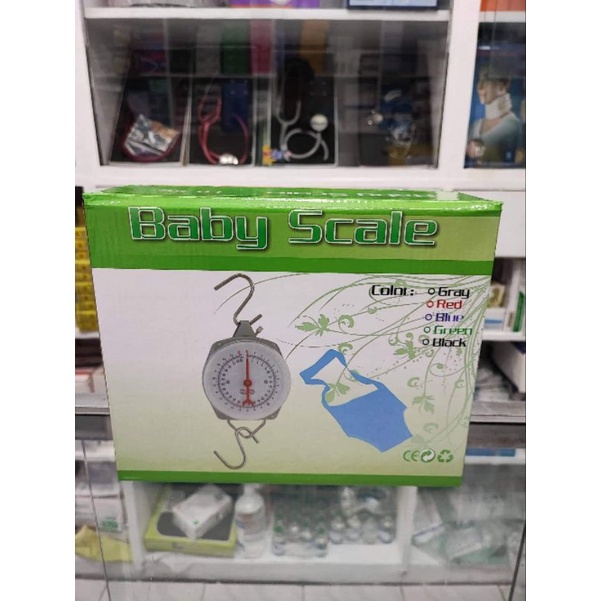 Baby Scale
Color: Gray
Red
Blue
Green
Black
CE